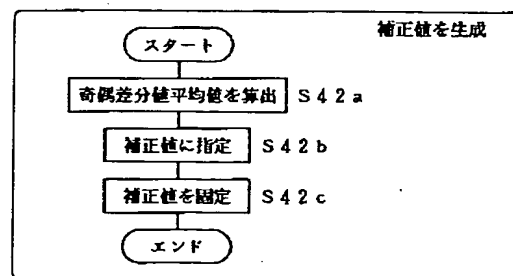 補正値を生成
スタート
奇偶差分値平均値を算出 S42a
補正値に指定 S42b
補正値を固定 S42c
エンド